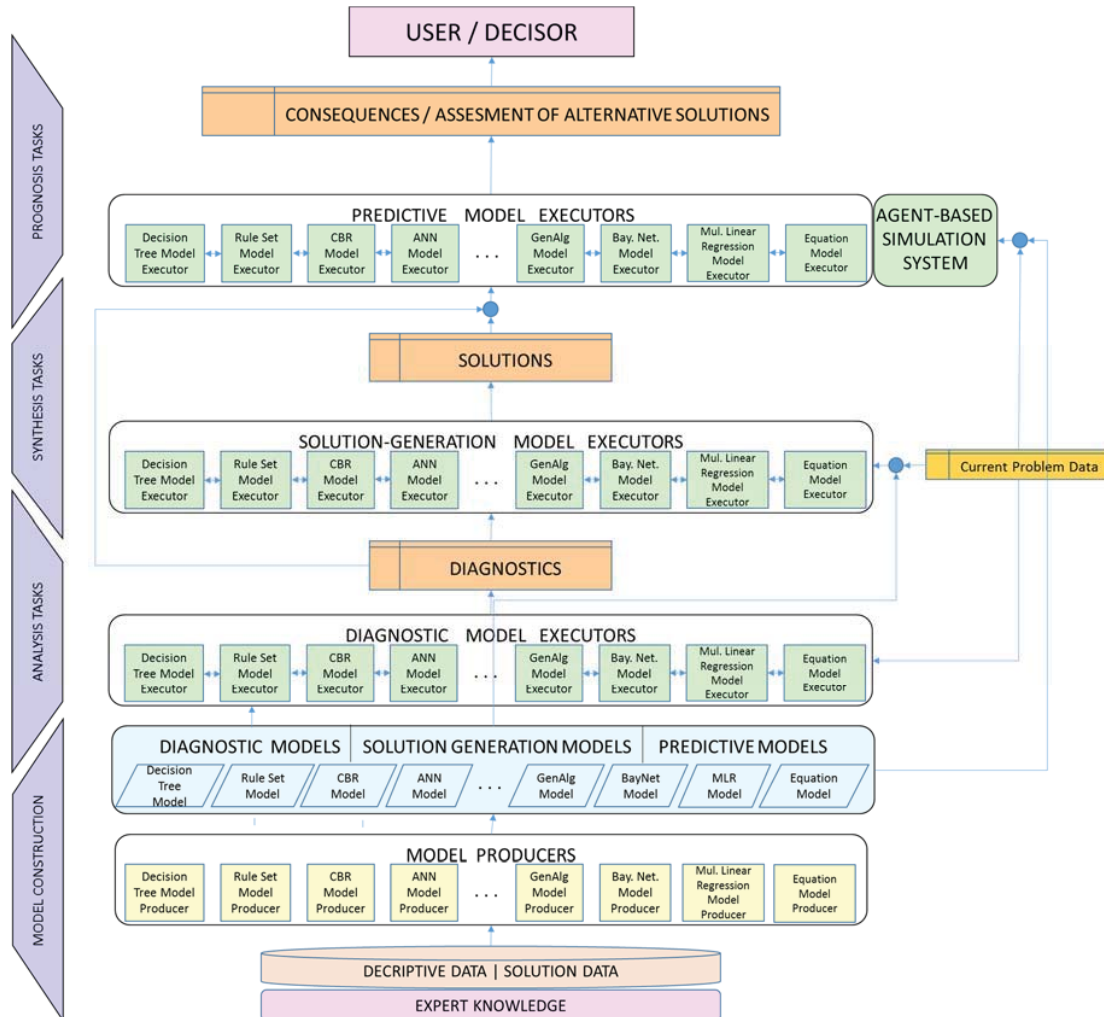 USER / DECISOR
CONSEQUENCES / ASSESMENT OF ALTERNATIVE SOLUTIONS
PROGNOSIS TASKS
PREDICTIVE MODEL EXECUTORS
Decision
Tree Model
Executor
Rule Set
Model
Executor
CBR
Model
Executor
ANN
Model
Executor
. . .
GenAlg
Model
Executor
Bay. Net.
Model
Executor
Mul. Linear
Regression
Model
Executor
Equation
Model
Executor
AGENT-BASED
SIMULATION
SYSTEM
SYNTHESIS TASKS
SOLUTIONS
SOLUTION-GENERATION MODEL EXECUTORS
Decision
Tree Model
Executor
Rule Set
Model
Executor
CBR
Model
Executor
ANN
Model
Executor
. . .
GenAlg
Model
Executor
Bay. Net.
Model
Executor
Mul. Linear
Regression
Model
Executor
Equation
Model
Executor
Current Problem Data
ANALYSIS TASKS
DIAGNOSTICS
DIAGNOSTIC MODEL EXECUTORS
Decision
Tree Model
Executor
Rule Set
Model
Executor
CBR
Model
Executor
ANN
Model
Executor
. . .
GenAlg
Model
Executor
Bay. Net.
Model
Executor
Mul. Linear
Regression
Model
Executor
Equation
Model
Executor
MODEL CONSTRUCTION
DIAGNOSTIC MODELS
SOLUTION GENERATION MODELS
PREDICTIVE MODELS
Decision
Tree
Model
Rule Set
Model
CBR
Model
ANN
Model
. . .
GenAlg
Model
BayNet
Model
MLR
Model
Equation
Model
MODEL PRODUCERS
Decision
Tree Model
Producer
Rule Set
Model
Producer
CBR
Model
Producer
ANN
Model
Producer
. . .
GenAlg
Model
Producer
Bay. Net.
Model
Producer
Mul. Linear
Regression
Model
Producer
Equation
Model
Producer
DECRIPTIVE DATA | SOLUTION DATA
EXPERT KNOWLEDGE